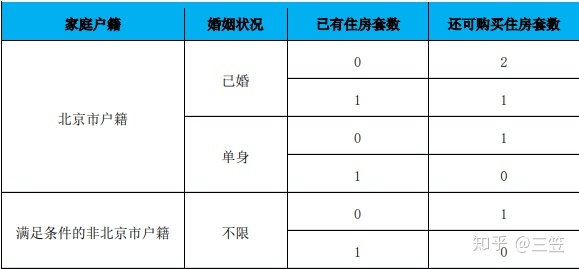 家庭户籍 婚姻状况 已有住房套数 还可购买住房套数
北京市户籍 已婚 0 2
1 1
单身 0 1
1 0
满足条件的非北京市户籍 不限 0 1
1 0
知乎 @三笠